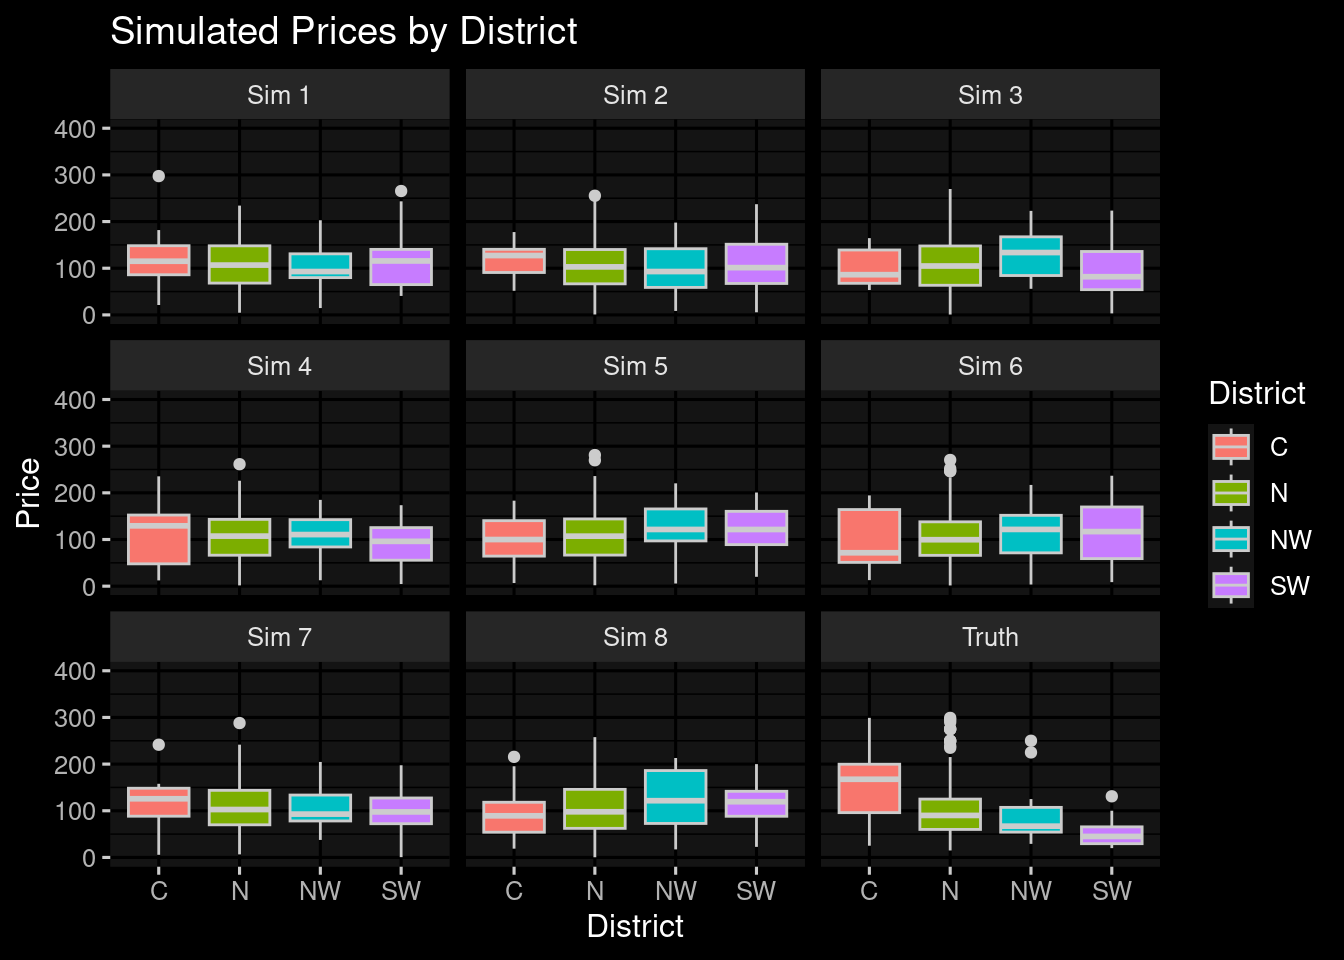 Simulated Prices by District
Sim 1
Sim 2
Sim 3
400
300
200
100
0
Sim 4
Sim 5
Sim 6
400
300
200
100
0
Sim 7
Sim 8
Truth
400
300
200
100
0
C N NW SW
C N NW SW
C N NW SW
District
Price
District
C
N
NW
SW